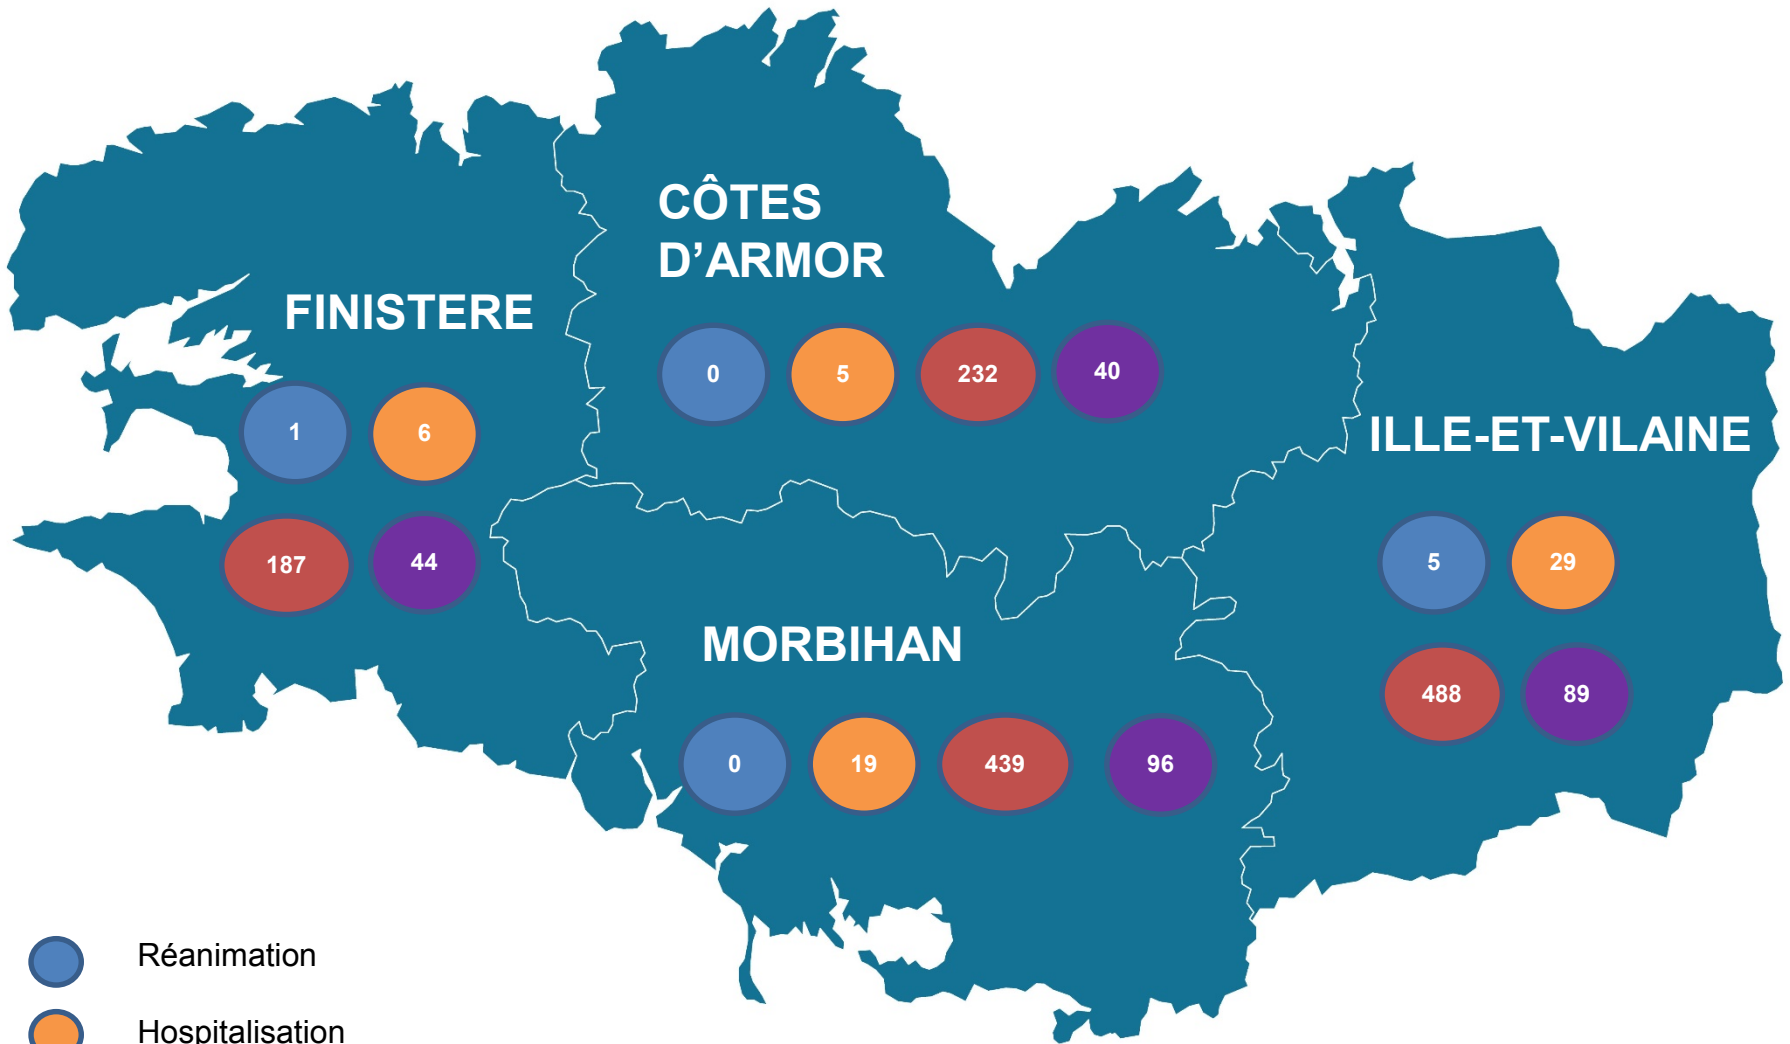 CÔTES
D’ARMOR
0 5 232 40
FINISTERE
1 6
187 44
ILLE-ET-VILAINE
5 29
488 89
MORBIHAN
0 19 439 96
Réanimation
Hospitalisation